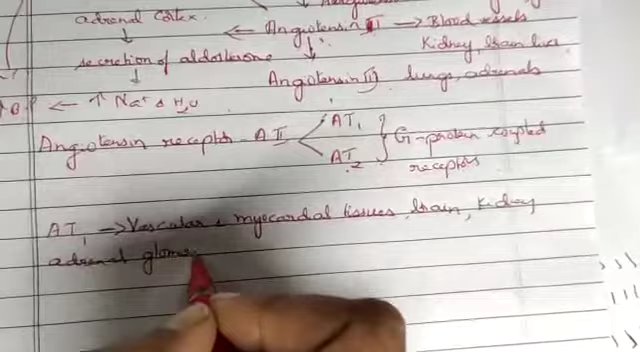 adrenal cortex.
↓
secretion of aldosterone
↓
↑ Na+ & H2O
← Angiotensin II → Blood vessels
Kidney, brain liver
↓
Angiotensin III lungs, adrenals
Angiotensin receptor - A II < AT1 AT2 } G-protein coupled
receptors
AT1 → Vascular & myocardial tissues, brain, Kidney
adrenal glome